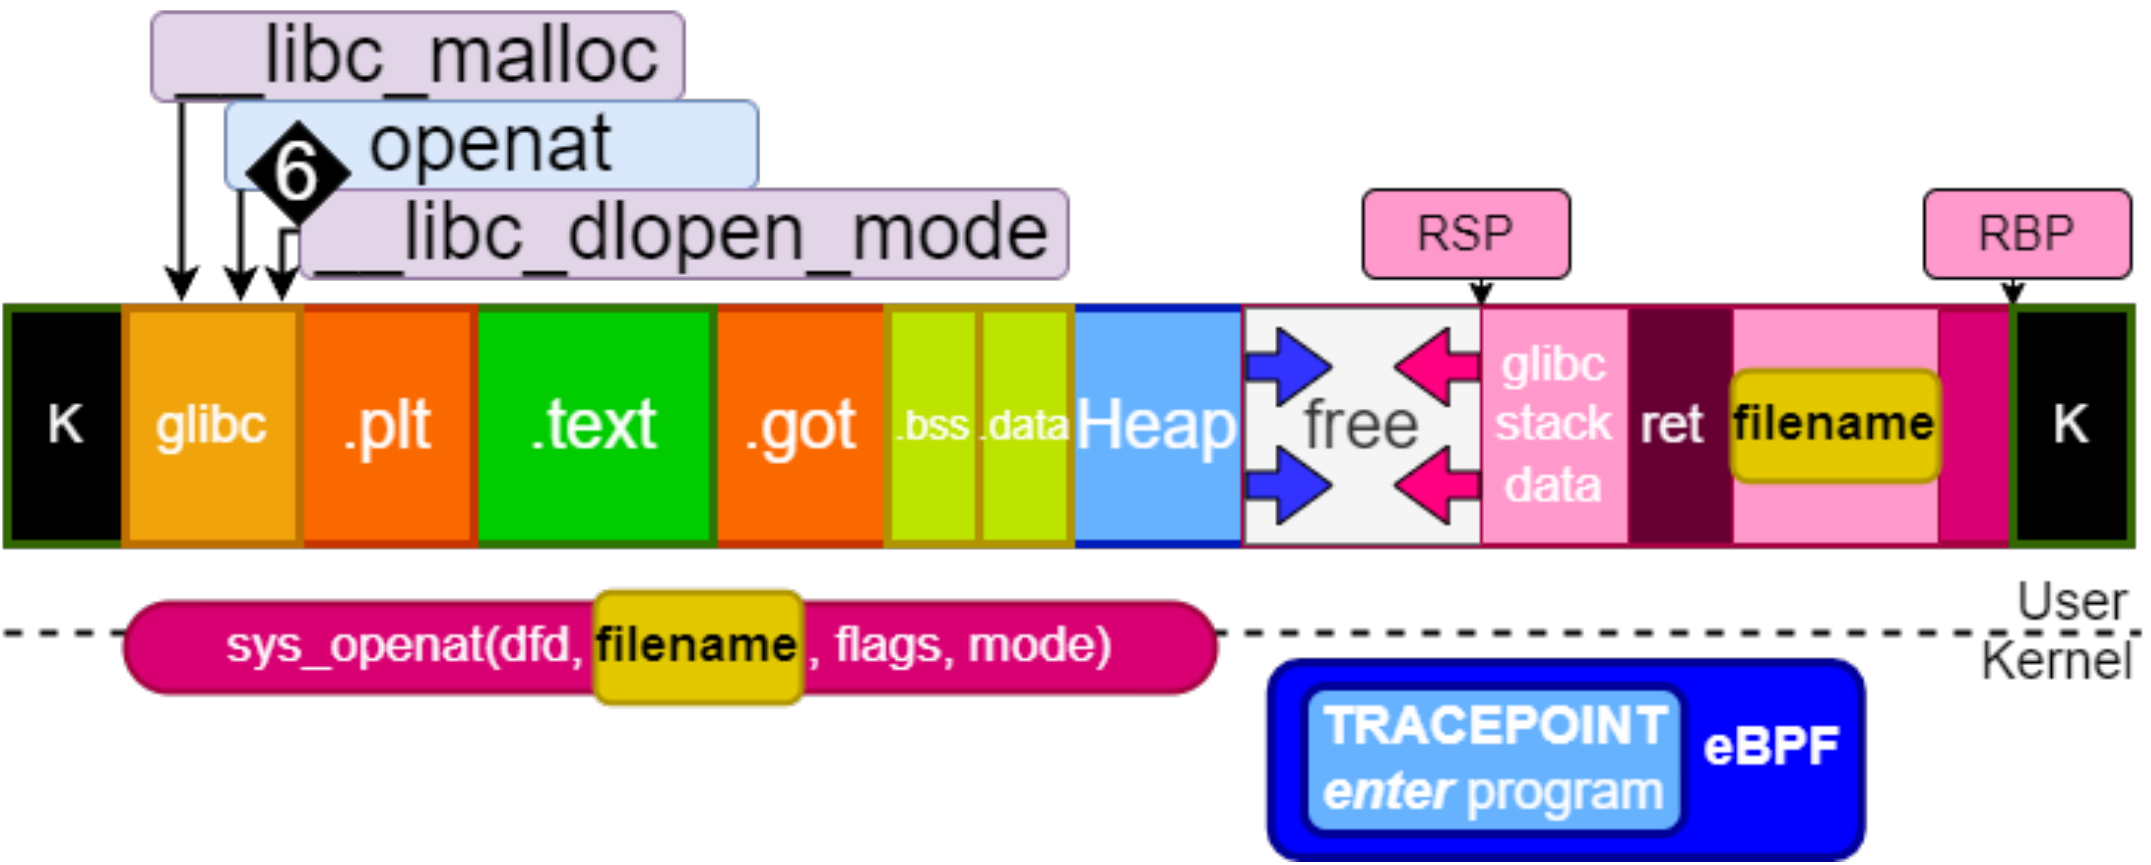 __libc_malloc
openat
6
__libc_dlopen_mode
RSP
RBP
K
glibc
.plt
.text
.got
.bss
.data
Heap
free
glibc
stack
data
ret
filename
K
User
sys_openat(dfd, filename, flags, mode)
Kernel
TRACEPOINT
enter program
eBPF